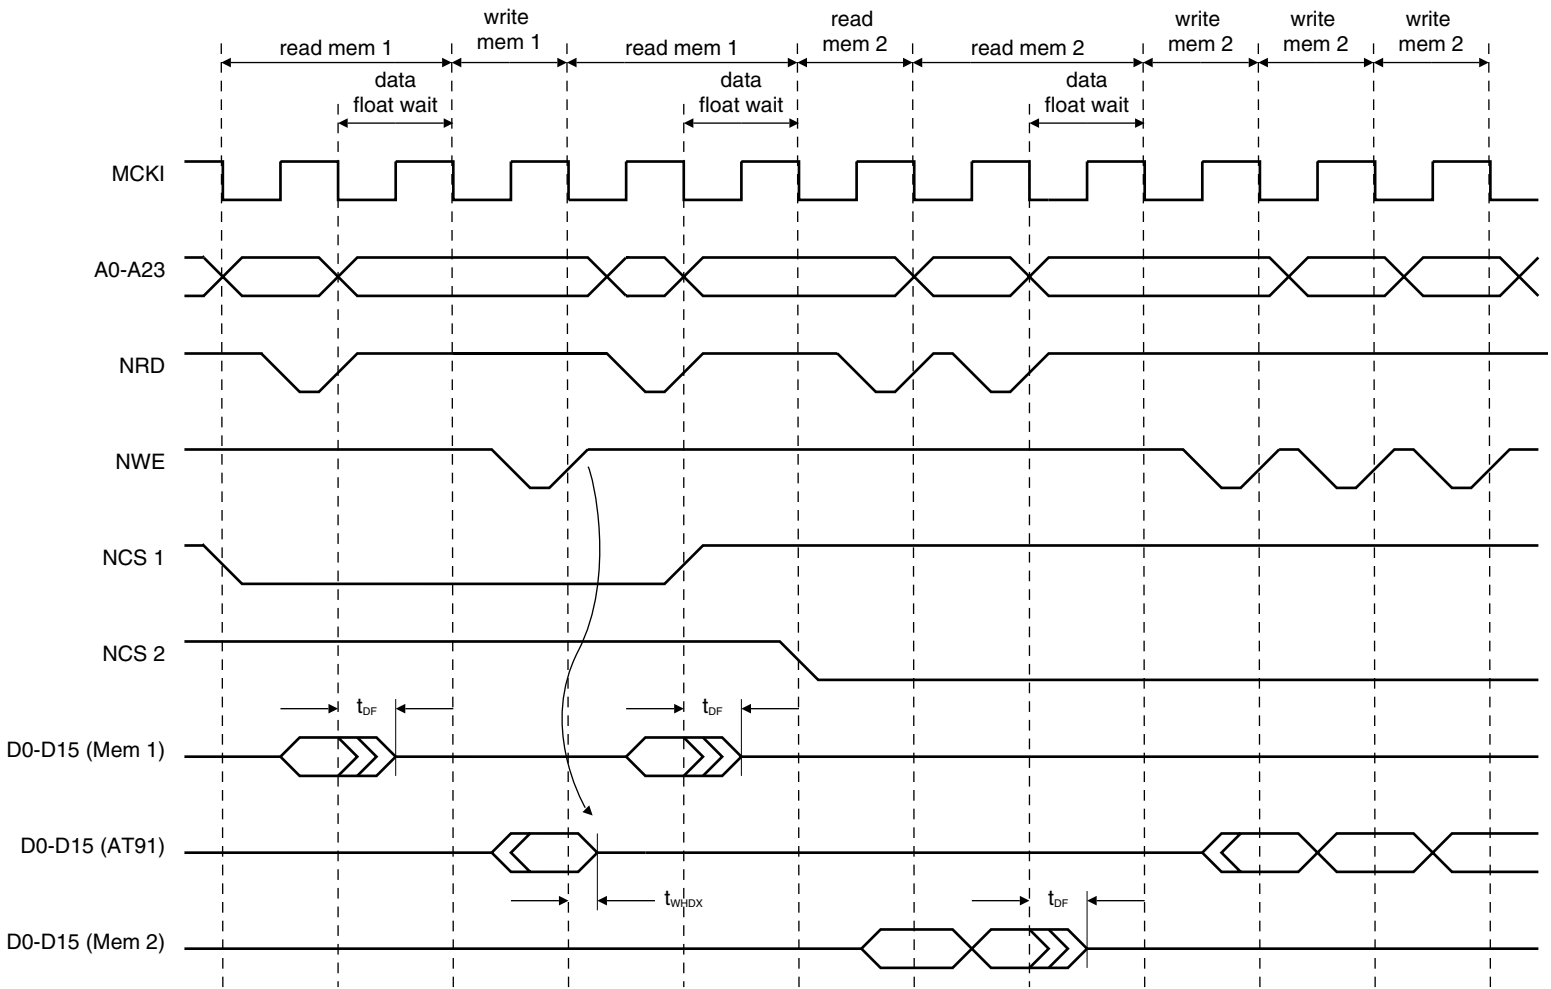 write
mem 1
read
mem 2
write
mem 2
write
mem 2
write
mem 2
read mem 1
read mem 1
read mem 2
data
float wait
data
float wait
data
float wait
MCKI
A0-A23
NRD
NWE
NCS 1
NCS 2
tDF
tDF
D0-D15 (Mem 1)
D0-D15 (AT91)
tWHDX
tDF
D0-D15 (Mem 2)